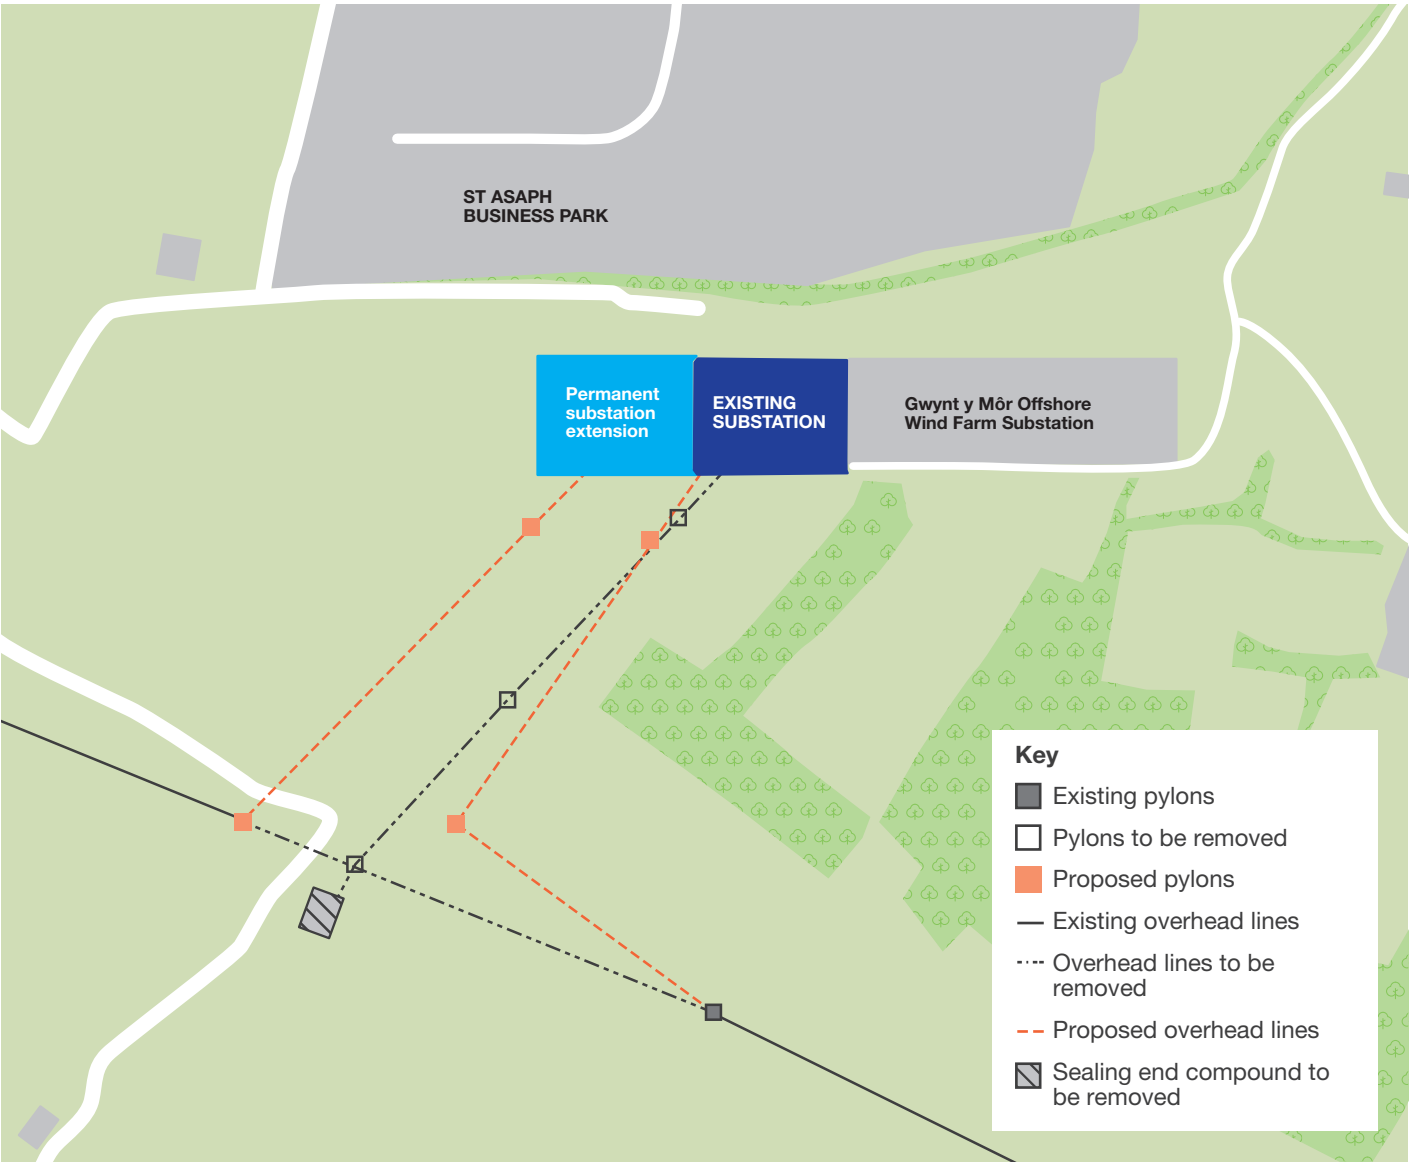 ST ASAPH
BUSINESS PARK
Permanent
substation
extension
EXISTING
SUBSTATION
Gwynt y Môr Offshore
Wind Farm Substation
Key
Existing pylons
Pylons to be removed
Proposed pylons
Existing overhead lines
Overhead lines to be
removed
Proposed overhead lines
Sealing end compound to
be removed